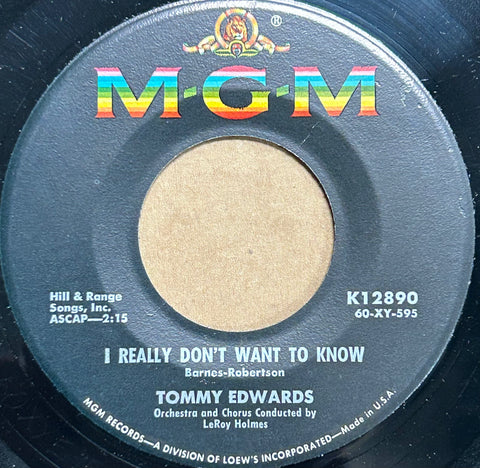 ®
M-G-M
Hill & Range
Songs, Inc.
ASCAP—2:15
K12890
60-XY-595
I REALLY DON'T WANT TO KNOW
Barnes-Robertson
TOMMY EDWARDS
Orchestra and Chorus Conducted by
LeRoy Holmes
MGM RECORDS—A DIVISION OF LOEW'S INCORPORATED—Made in U.S.A.